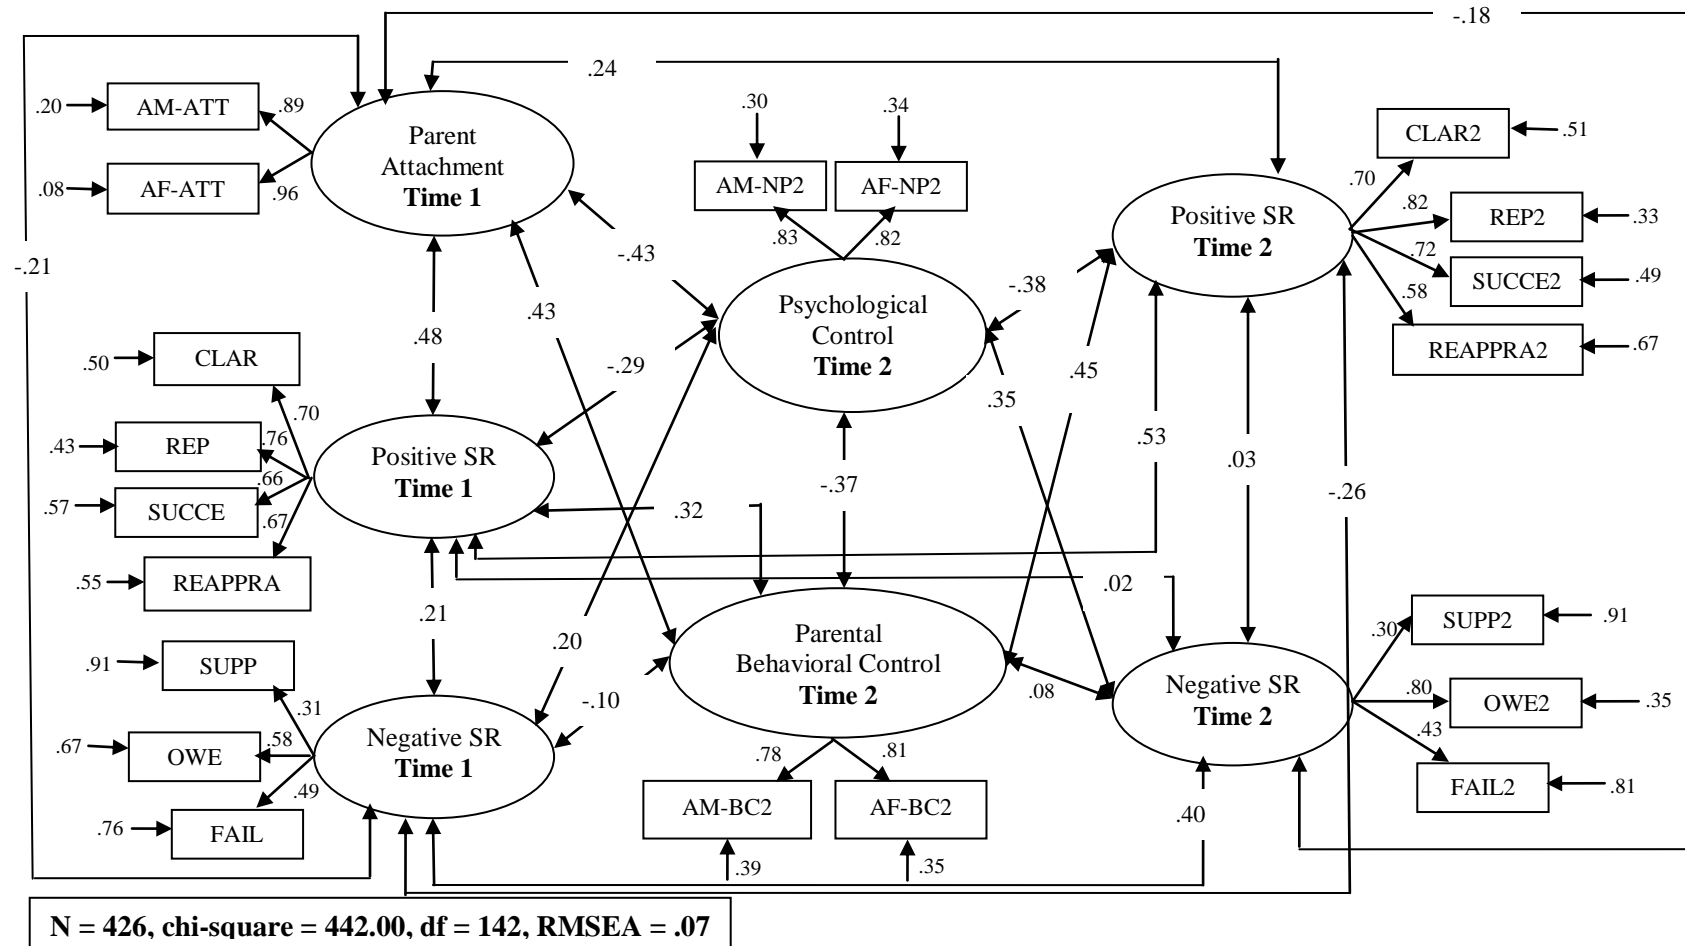 -.18
.24
.20
AM-ATT
.89
Parent
Attachment
Time 1
.08
AF-ATT
.96
.30
.34
AM-NP2
AF-NP2
.83
.82
CLAR2
.51
.70
Positive SR
Time 2
.82
REP2
.33
.72
SUCCE2
.49
.58
REAPPRA2
.67
-.21
-.43
.43
-.38
Psychological
Control
Time 2
.48
-.29
.45
.35
.50
CLAR
.70
.43
REP
.76
.66
Positive SR
Time 1
.57
SUCCE
.67
.55
REAPPRA
.32
-.37
.53
.03
-.26
.02
.21
.20
-.10
.08
Parental
Behavioral Control
Time 2
.91
SUPP
.31
.67
OWE
.58
Negative SR
Time 1
.49
.76
FAIL
.78
.81
AM-BC2
AF-BC2
.39
.35
.40
Negative SR
Time 2
.30
SUPP2
.91
.80
OWE2
.35
.43
FAIL2
.81
N = 426, chi-square = 442.00, df = 142, RMSEA = .07